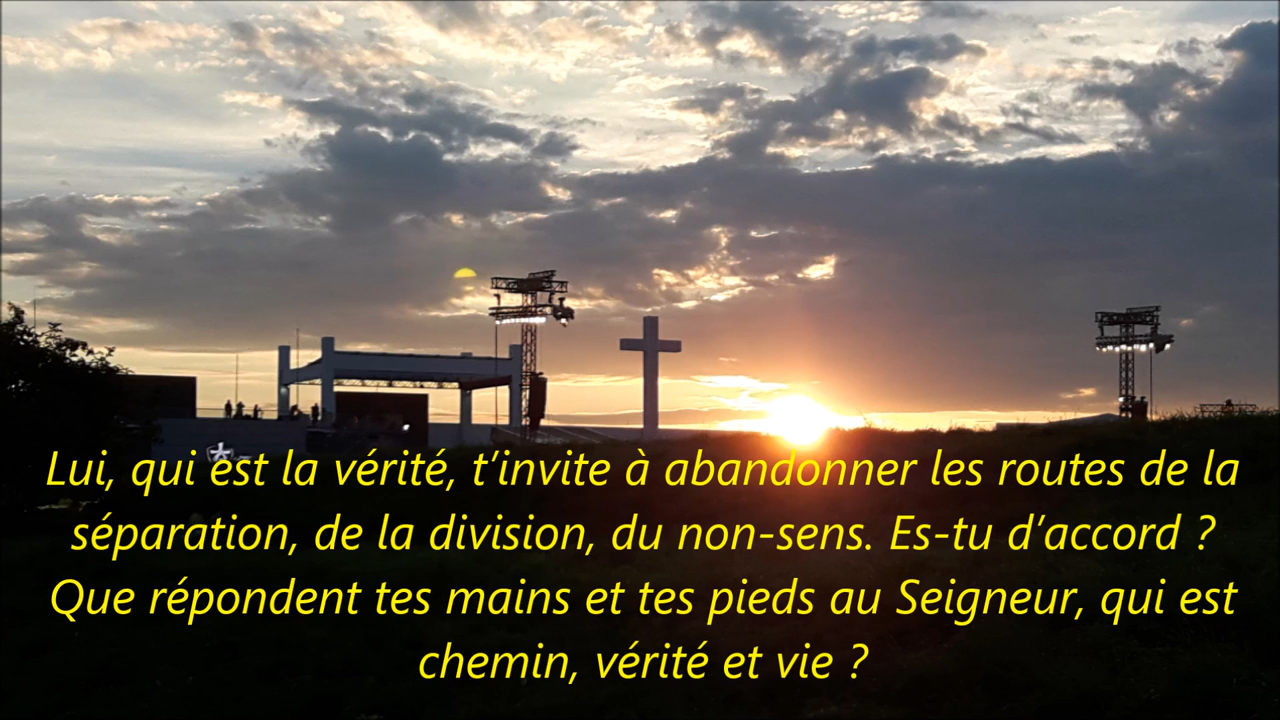 Lui, qui est la vérité, t’invite à abandonner les routes de la
séparation, de la division, du non-sens. Es-tu d’accord ?
Que répondent tes mains et tes pieds au Seigneur, qui est
chemin, vérité et vie ?